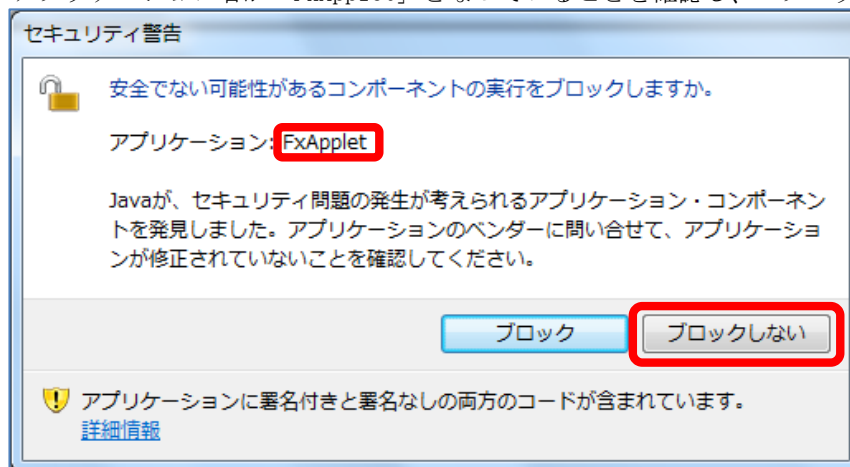 セキュリティ警告
安全でない可能性があるコンポーネントの実行をブロックしますか。
アプリケーション: FxApplet
Javaが、セキュリティ問題の発生が考えられるアプリケーション・コンポーネン
トを発見しました。アプリケーションのベンダーに問い合せて、アプリケーショ
ンが修正されていないことを確認してください。
ブロック ブロックしない
アプリケーションに署名付きと署名なしの両方のコードが含まれています。
詳細情報